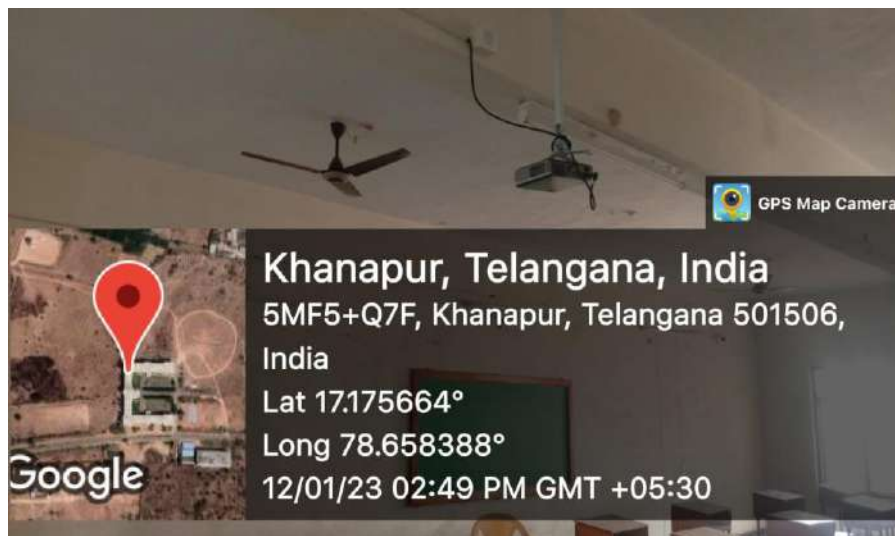 GPS Map Camera
Khanapur, Telangana, India
5MF5+Q7F, Khanapur, Telangana 501506,
India
Lat 17.175664°
Long 78.658388°
12/01/23 02:49 PM GMT +05:30
Google